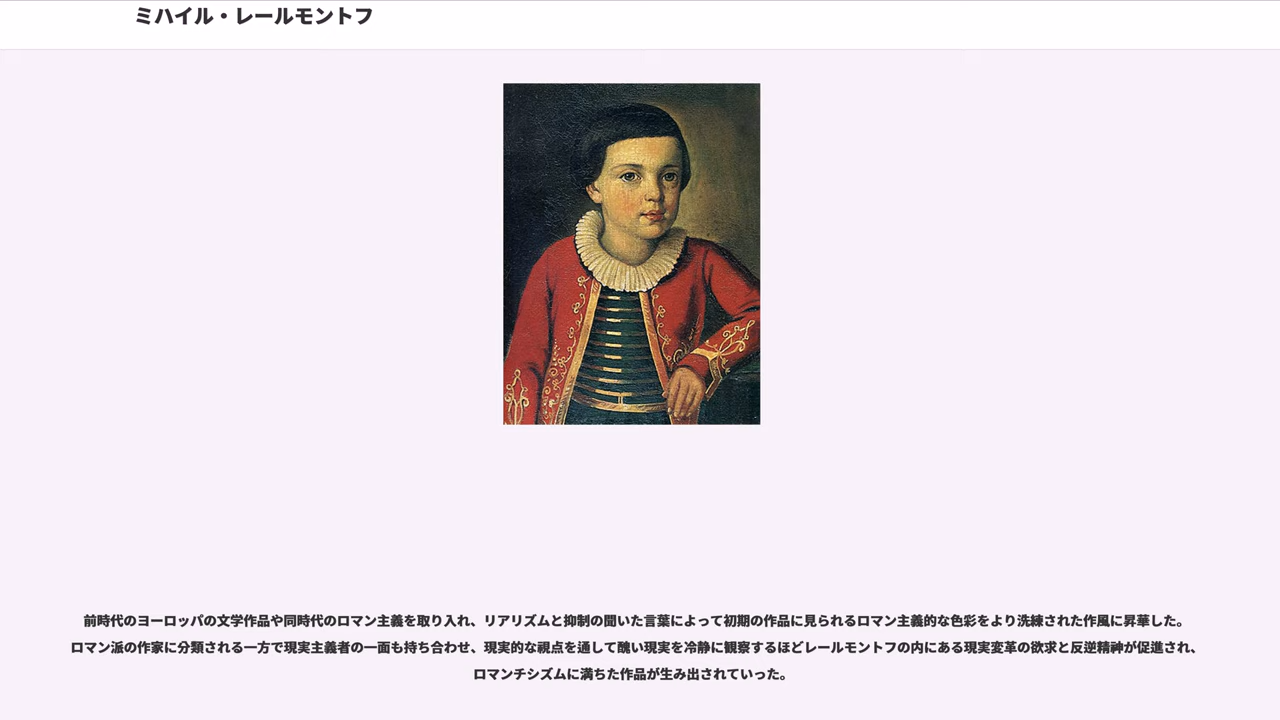 ミハイル・レールモントフ
前時代のヨーロッパの文学作品や同時代のロマン主義を取り入れ、リアリズムと抑制の聞いた言葉によって初期の作品に見られるロマン主義的な色彩をより洗練された作風に昇華した。
ロマン派の作家に分類される一方で現実主義者の一面も持ち合わせ、現実的な視点を通して醜い現実を冷静に観察するほどレールモントフの内にある現実変革の欲求と反逆精神が促進され、
ロマンチシズムに満ちた作品が生み出されていった。